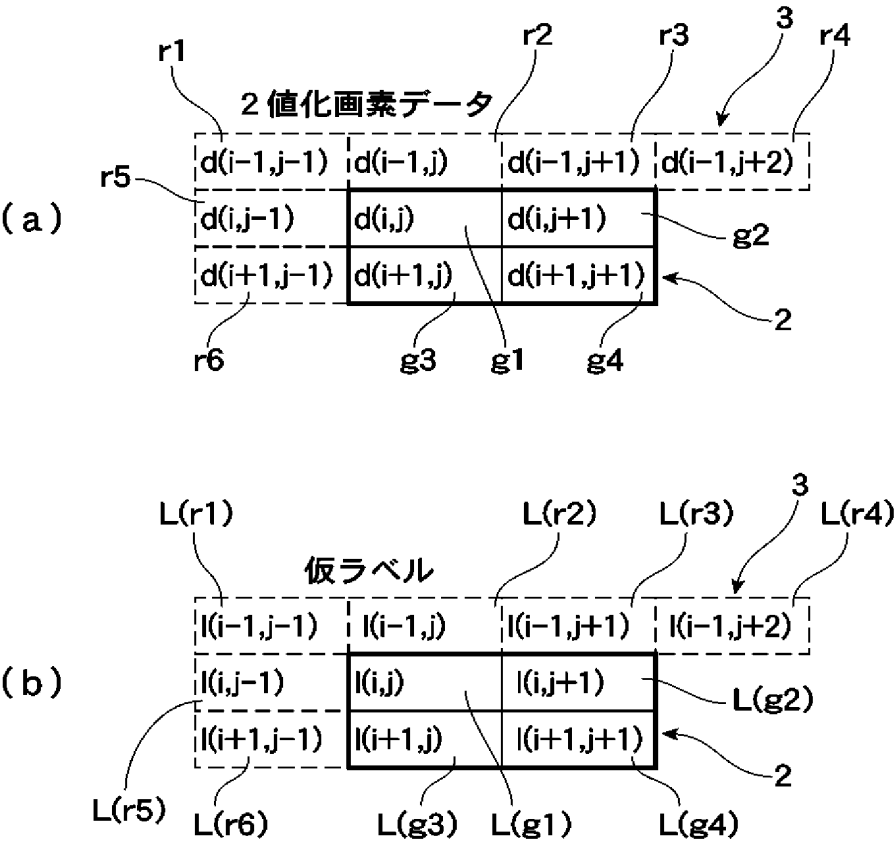 r1 r2 r3 3 r4
2値化画素データ
d(i-1,j-1) d(i-1,j) d(i-1,j+1) d(i-1,j+2)
r5
(a) d(i,j-1) d(i,j) d(i,j+1) g2
d(i+1,j-1) d(i+1,j) d(i+1,j+1) 2
r6 g3 g1 g4
L(r1) L(r2) L(r3) 3 L(r4)
仮ラベル
l(i-1,j-1) l(i-1,j) l(i-1,j+1) l(i-1,j+2)
(b) l(i,j-1) l(i,j) l(i,j+1) L(g2)
l(i+1,j-1) l(i+1,j) l(i+1,j+1) 2
L(r5) L(r6) L(g3) L(g1) L(g4)